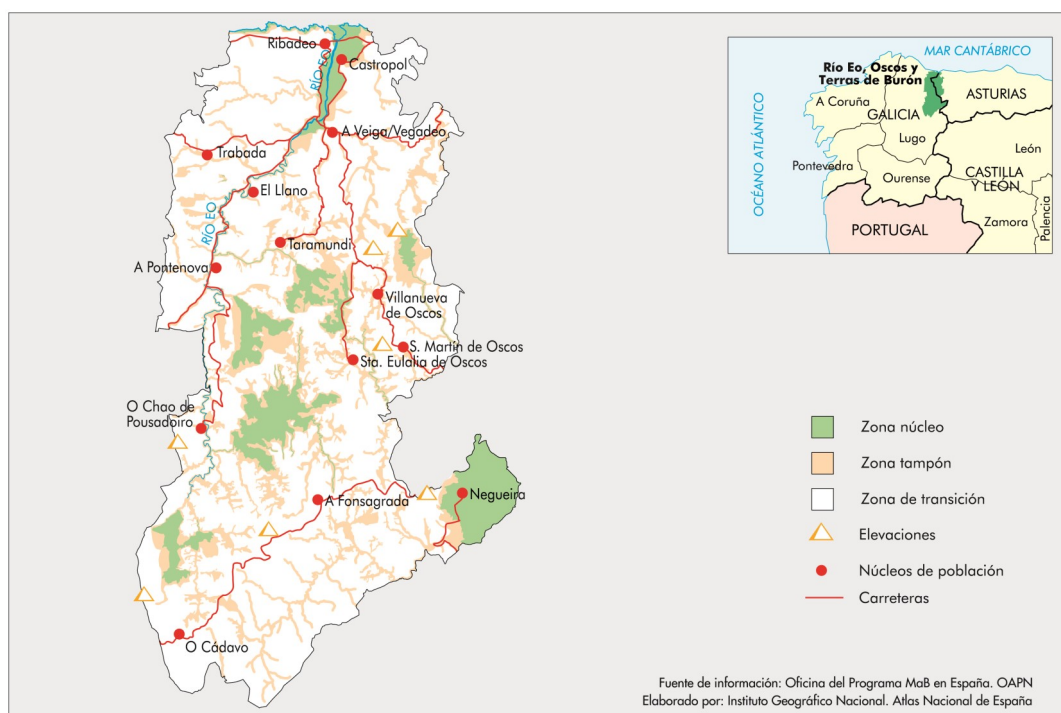 Ribadeo
Castropol
RÍO EO
A Veiga/Vegadeo
Trabada
El Llano
RÍO EO
Taramundi
A Pontenova
Villanueva
de Oscos
S. Martín de Oscos
Sta. Eulalia de Oscos
O Chao de
Pousadoiro
A Fonsagrada
Negueira
O Cádavo
MAR CANTÁBRICO
Río Eo, Oscos y
Terras de Burón
OCÉANO ATLÁNTICO
A Coruña
GALICIA
ASTURIAS
Lugo
León
Pontevedra
Ourense
CASTILLA
Y LEÓN
PORTUGAL
Zamora
Palencia
Zona núcleo
Zona tampón
Zona de transición
Elevaciones
Núcleos de población
Carreteras
Fuente de información: Oficina del Programa MaB en España. OAPN
Elaborado por: Instituto Geográfico Nacional. Atlas Nacional de España